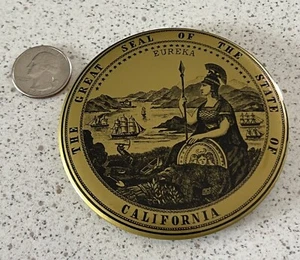 THE GREAT SEAL OF THE STATE OF
EUREKA
CALIFORNIA